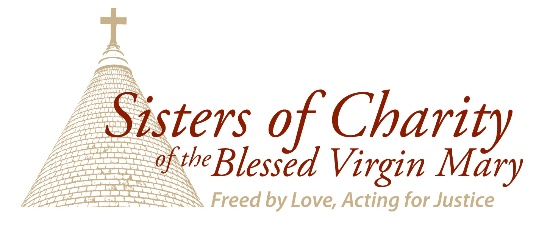 Sisters of Charity
of the Blessed Virgin Mary
Freed by Love, Acting for Justice